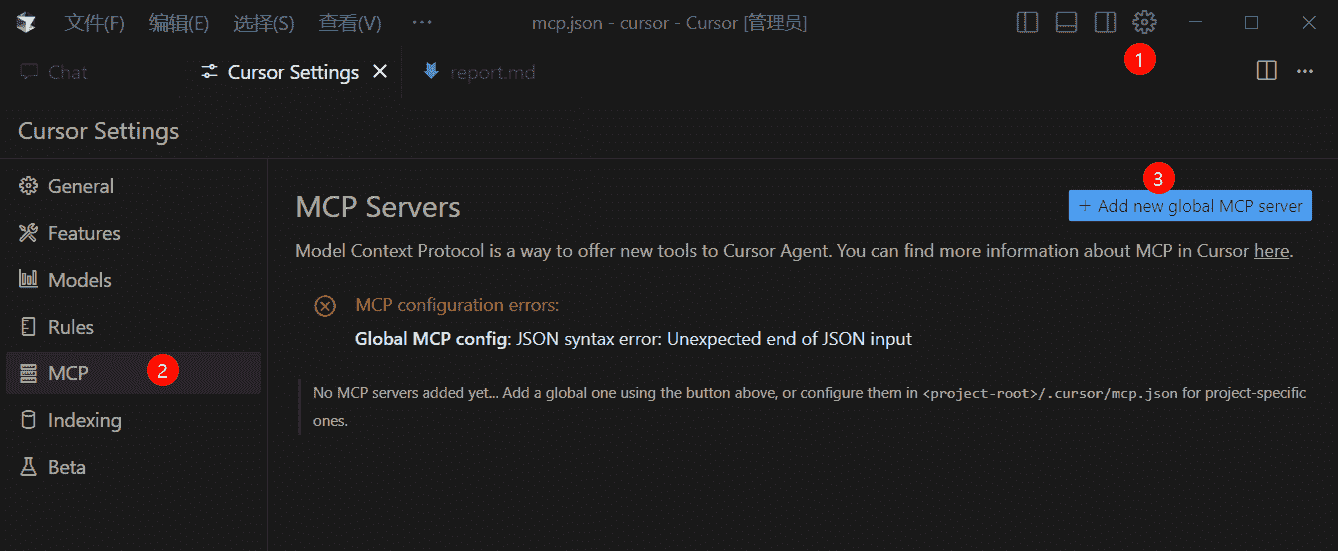 文件(F) 编辑(E) 选择(S) 查看(V) ··· mcp.json - cursor - Cursor [管理员]
1
Chat Cursor Settings report.md
Cursor Settings
General
Features
Models
Rules
MCP
2
Indexing
Beta
3
MCP Servers
+ Add new global MCP server
Model Context Protocol is a way to offer new tools to Cursor Agent. You can find more information about MCP in Cursor here.
MCP configuration errors:
Global MCP config: JSON syntax error: Unexpected end of JSON input
No MCP servers added yet... Add a global one using the button above, or configure them in <project-root>/.cursor/mcp.json for project-specific
ones.